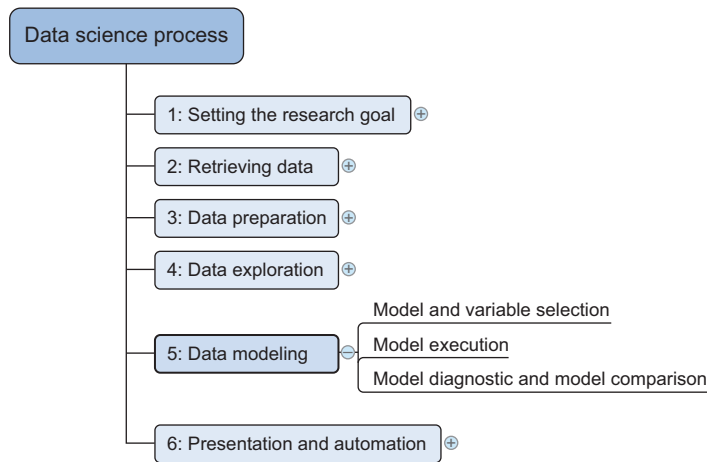 Data science process
1: Setting the research goal
2: Retrieving data
3: Data preparation
4: Data exploration
Model and variable selection
5: Data modeling
Model execution
Model diagnostic and model comparison
6: Presentation and automation